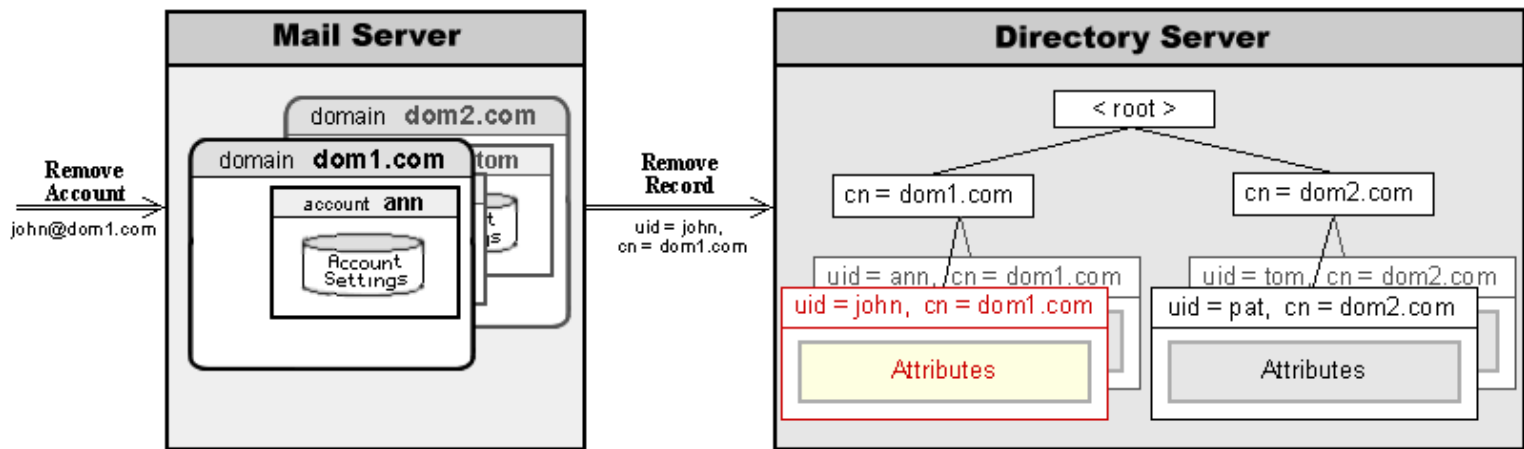 Mail Server
Directory Server
Remove
Account
john@dom1.com
domain dom2.com
tom
domain dom1.com
account ann
Account
Settings
Remove
Record
uid = john,
cn = dom1.com
< root >
cn = dom1.com
cn = dom2.com
uid = ann, cn = dom1.com
uid = john, cn = dom1.com
Attributes
uid = tom, cn = dom2.com
uid = pat, cn = dom2.com
Attributes